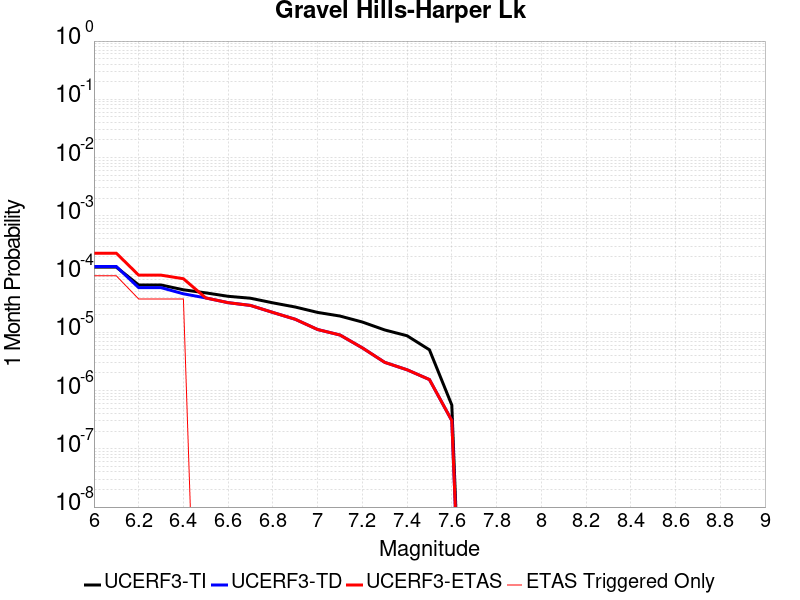 Gravel Hills-Harper Lk
10^0
10^-1
10^-2
10^-3
10^-4
10^-5
10^-6
10^-7
10^-8
1 Month Probability
6 6.2 6.4 6.6 6.8 7 7.2 7.4 7.6 7.8 8 8.2 8.4 8.6 8.8 9
Magnitude
UCERF3-TI UCERF3-TD UCERF3-ETAS ETAS Triggered Only